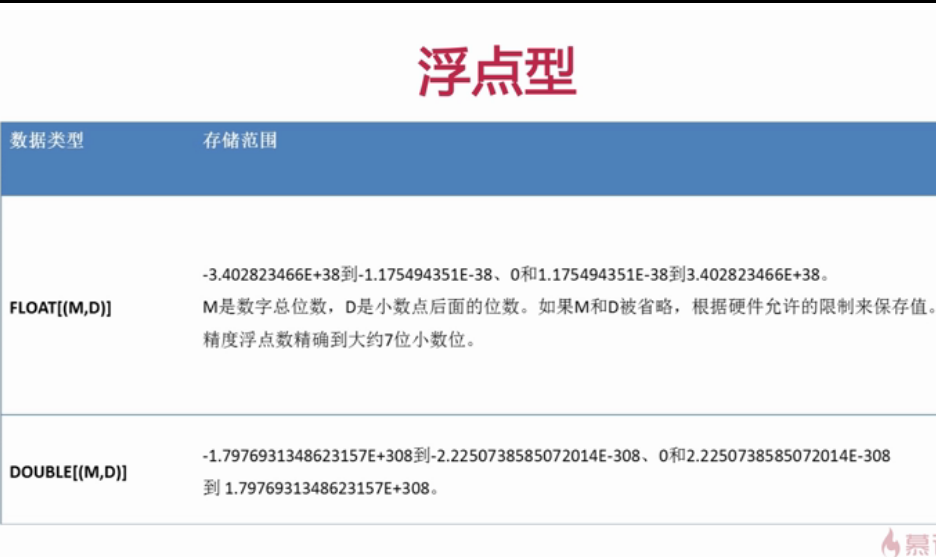 浮点型
数据类型
存储范围
FLOAT[(M,D)]
-3.402823466E+38到-1.175494351E-38、0和1.175494351E-38到3.402823466E+38。
M是数字总位数，D是小数点后面的位数。如果M和D被省略，根据硬件允许的限制来保存值。
精度浮点数精确到大约7位小数位。
DOUBLE[(M,D)]
-1.7976931348623157E+308到-2.2250738585072014E-308、0和2.2250738585072014E-308
到 1.7976931348623157E+308。
慕